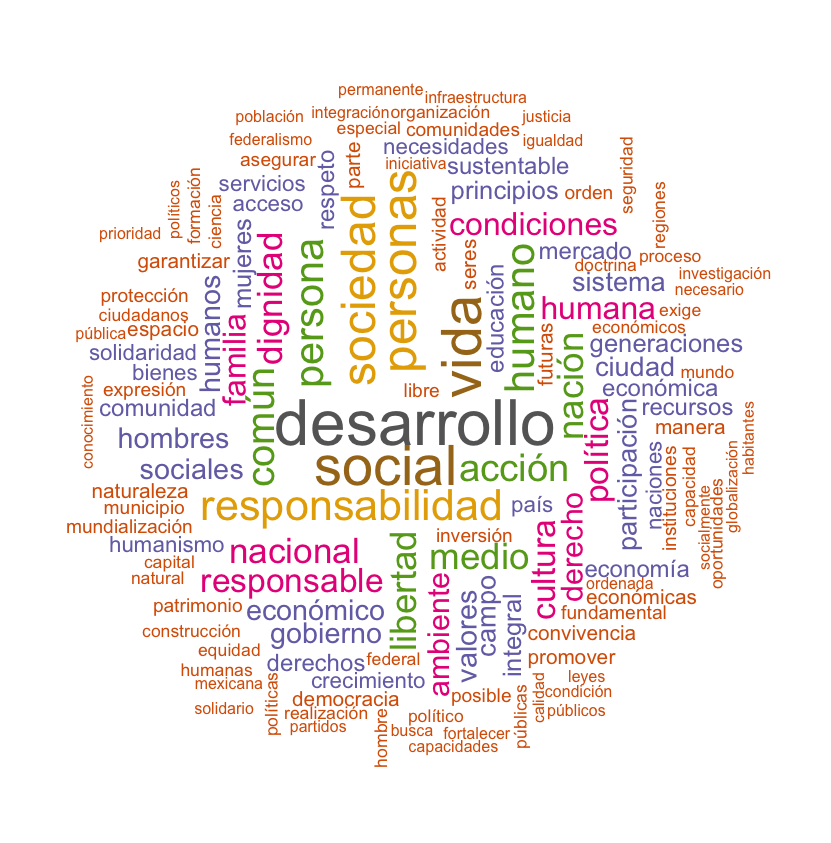 permanente
infraestructura
población
integración
organización
justicia
federalismo
especial
comunidades
igualdad
asegurar
parte
necesidades
iniciativa
sustentable
seguridad
políticos
formación
ciencia
servicios
acceso
respeto
principios
orden
regiones
prioridad
garantizar
mujeres
dignidad
persona
sociedad
personas
actividad
seres
condiciones
mercado
doctrina
proceso
investigación
necesario
protección
ciudadanos
pública
espacio
humanos
familia
vida
educación
humano
futuras
sistema
humana
exige
económicos
solidaridad
bienes
generaciones
nación
ciudad
mundo
expresión
común
libre
económica
conocimiento
comunidad
desarrollo
política
recursos
habitantes
hombres
participación
manera
sociales
social
acción
naciones
instituciones
capacidad
globalización
naturaleza
municipio
mundialización
responsabilidad
país
socialmente
oportunidades
humanismo
nacional
libertad
inversión
medio
cultura
derecho
capital
natural
responsable
economía
ordenada
económicas
patrimonio
económico
ambiente
valores
campo
integral
fundamental
construcción
gobierno
convivencia
equidad
derechos
federal
promover
humanas
mexicana
crecimiento
posible
leyes
condición
solidario
políticas
democracia
realización
partidos
hombre
político
busca
fortalecer
capacidades
públicas
calidad
públicos